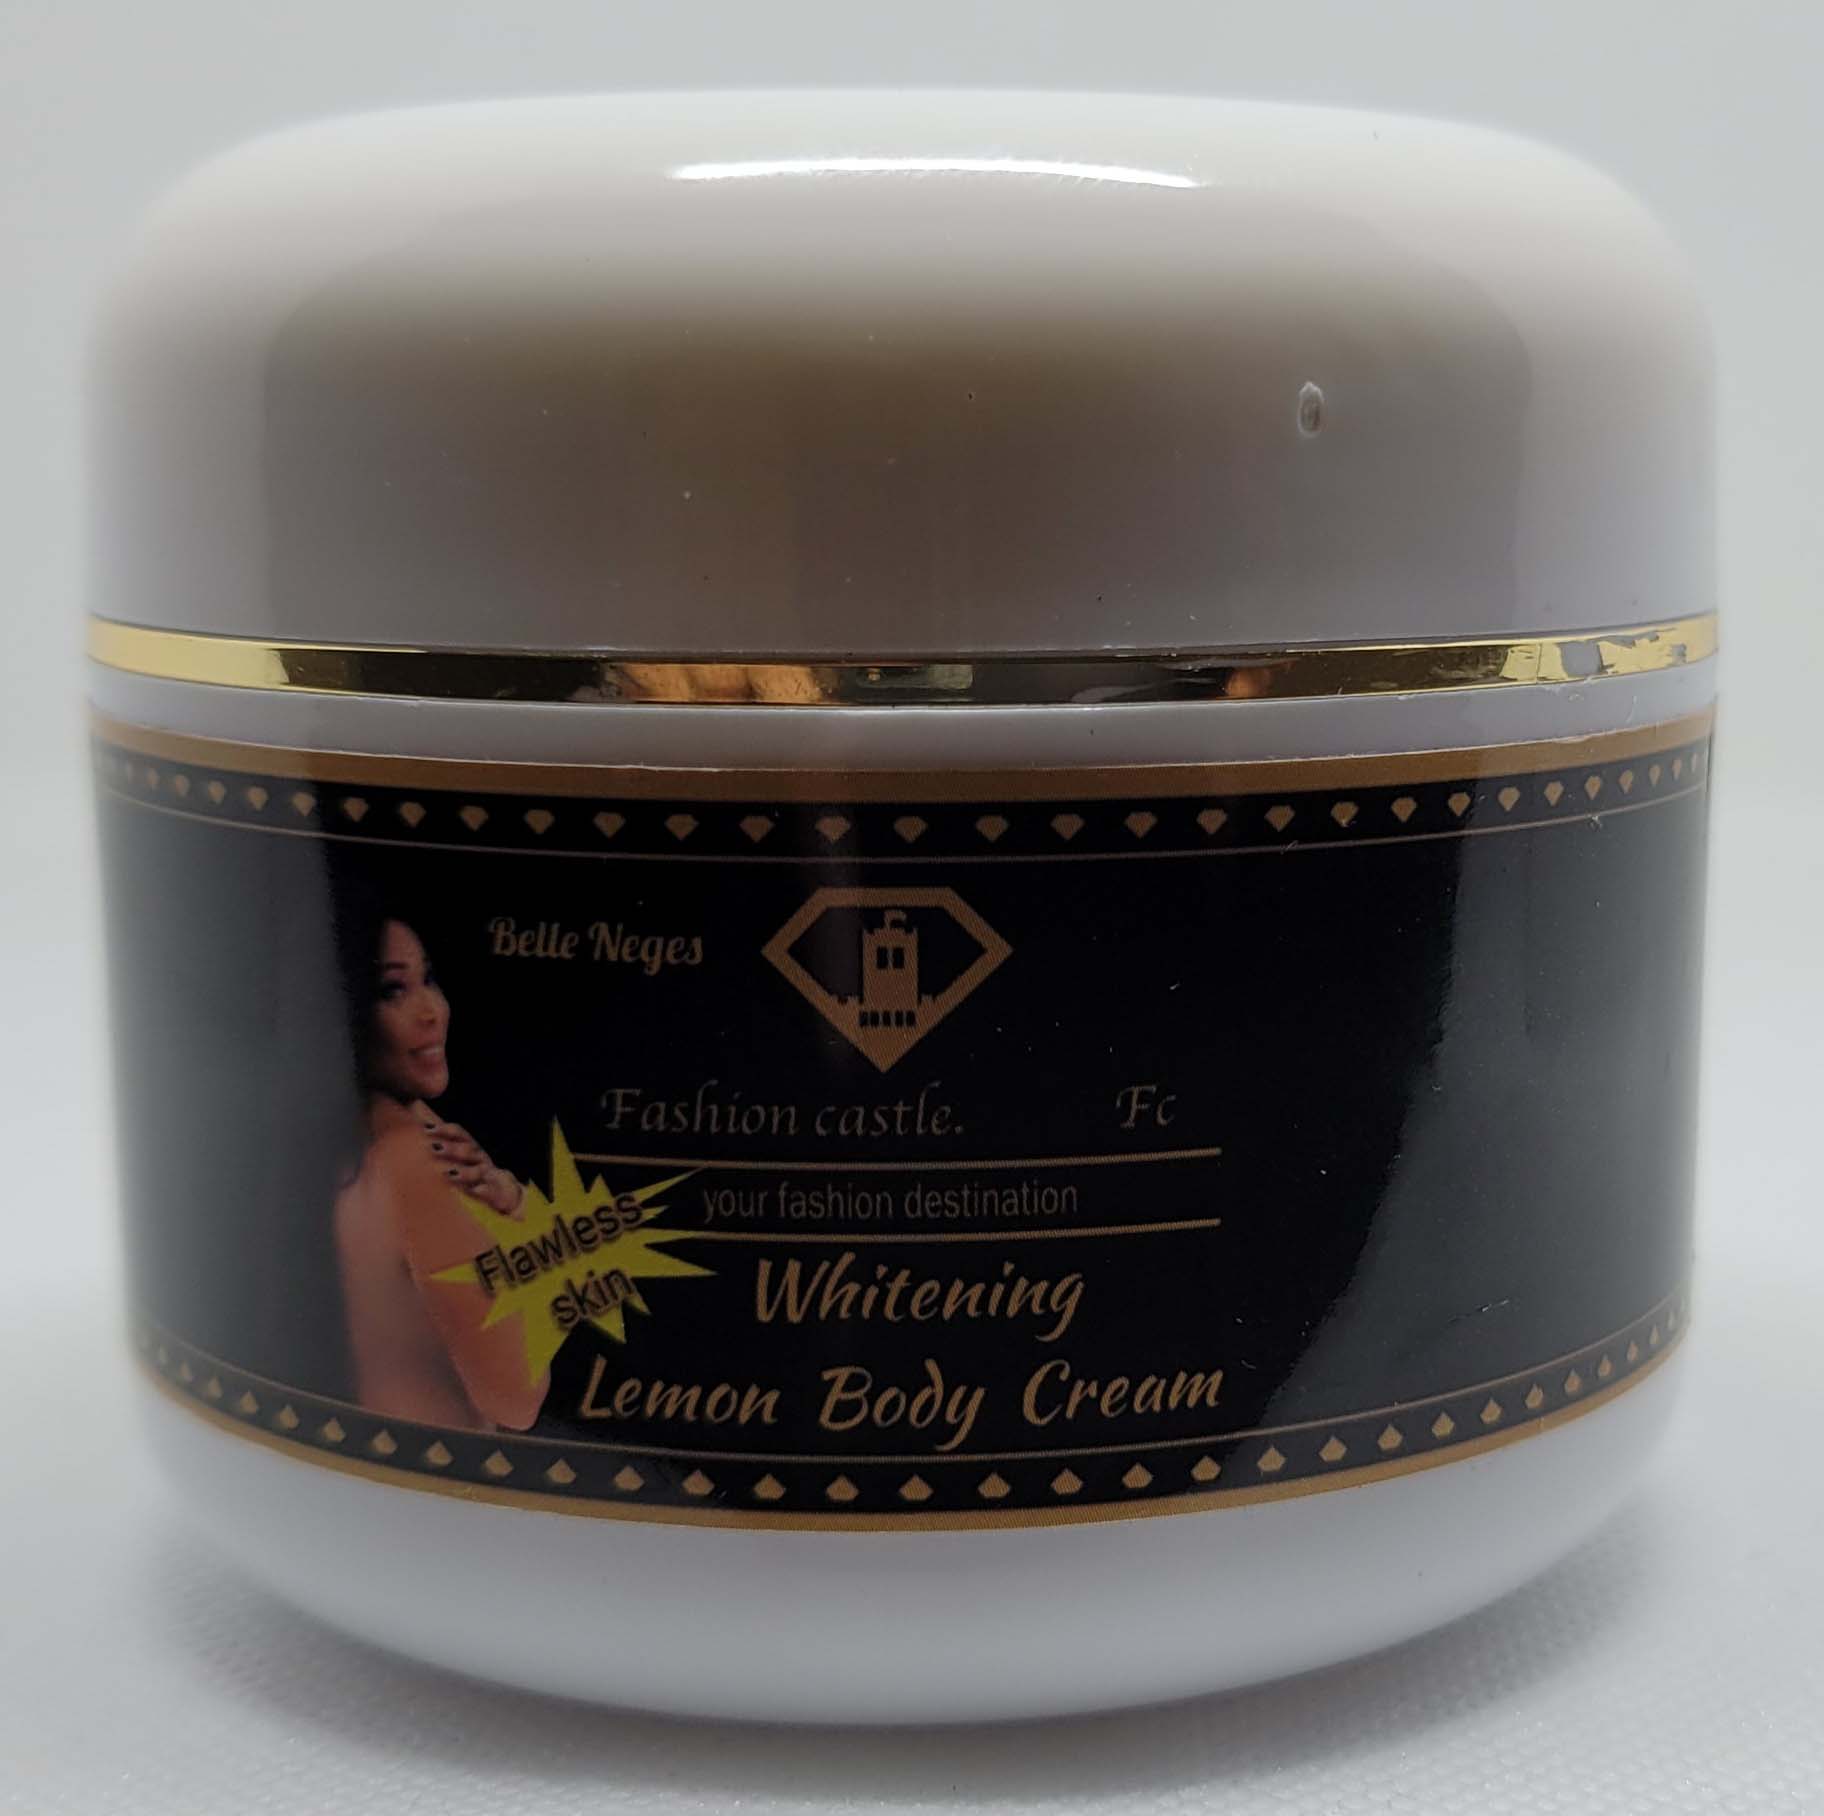 Belle Neges
Fashion castle. Fc
your fashion destination
Flawless
skin
Whitening
Lemon Body Cream